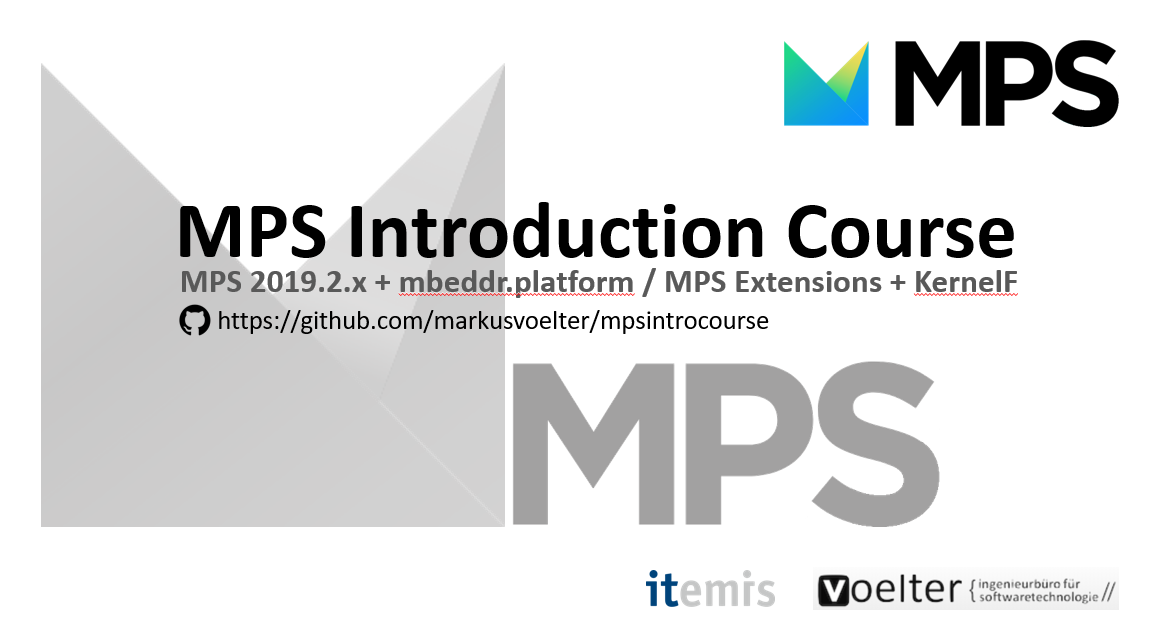 MPS
MPS Introduction Course
MPS 2019.2.x + mbeddr.platform / MPS Extensions + KernelF
https://github.com/markusvoelter/mpsintrocourse
MPS
itemis
voelter { ingenieurbüro für
softwaretechnologie //